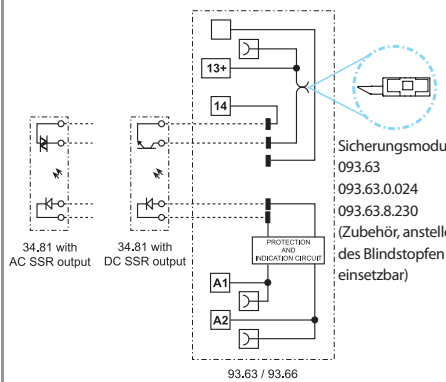 13+
14
34.81 with
AC SSR output
34.81 with
DC SSR output
PROTECTION
AND
INDICATION CIRCUIT
A1
A2
93.63 / 93.66
Sicherungsmodu
093.63
093.63.0.024
093.63.8.230
(Zubehör, anstelle
des Blindstopfen
einsetzbar)